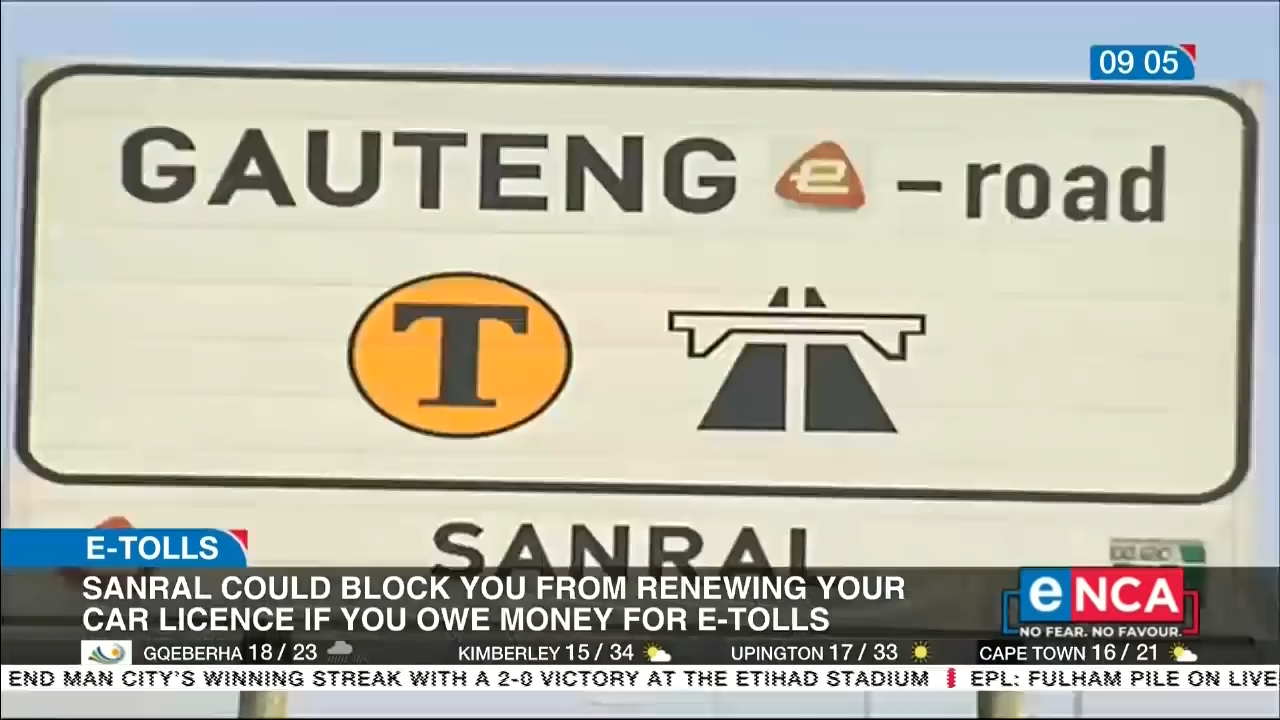 09 05
GAUTENG e - road
T
SANRAL
E-TOLLS
SANRAL COULD BLOCK YOU FROM RENEWING YOUR
CAR LICENCE IF YOU OWE MONEY FOR E-TOLLS
eNCA
NO FEAR. NO FAVOUR.
GQEBERHA 18 / 23 KIMBERLEY 15 / 34 UPINGTON 17 / 33 CAPE TOWN 16 / 21
END MAN CITY'S WINNING STREAK WITH A 2-0 VICTORY AT THE ETIHAD STADIUM EPL: FULHAM PILE ON LIVE